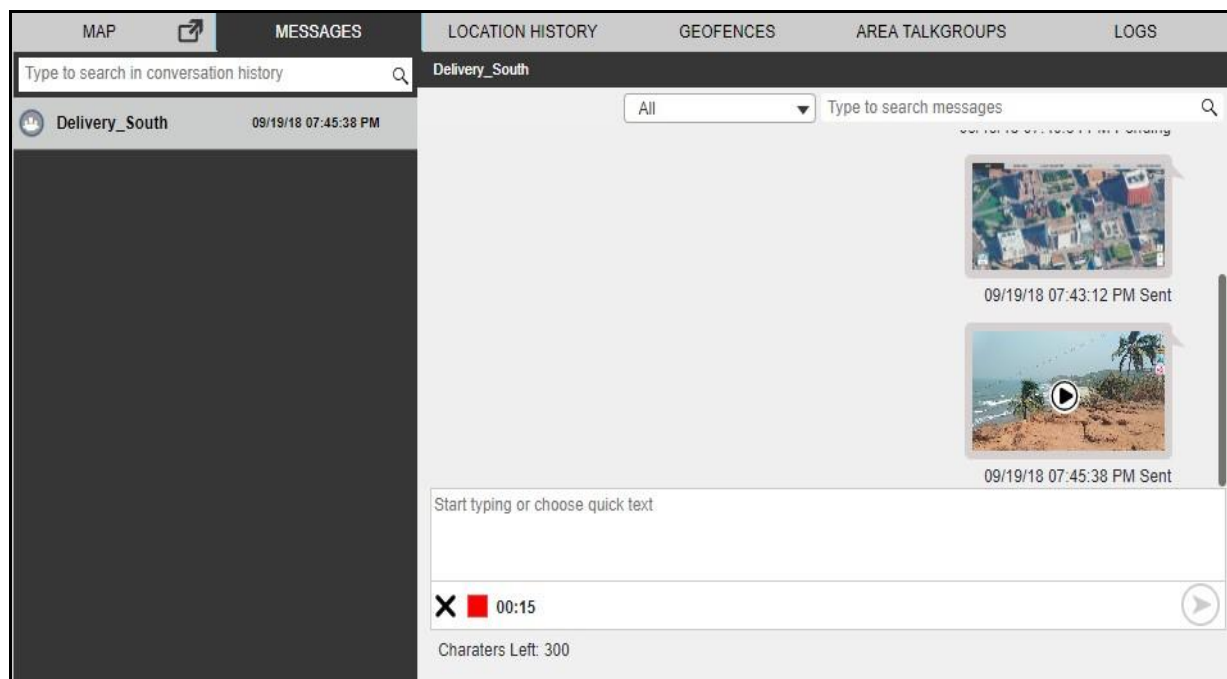 MAP MESSAGES LOCATION HISTORY GEOFENCES AREA TALKGROUPS LOGS
Type to search in conversation history
Delivery_South
Delivery_South 09/19/18 07:45:38 PM
All Type to search messages
PM Pending
09/19/18 07:43:12 PM Sent
09/19/18 07:45:38 PM Sent
Start typing or choose quick text
00:15
Charaters Left: 300